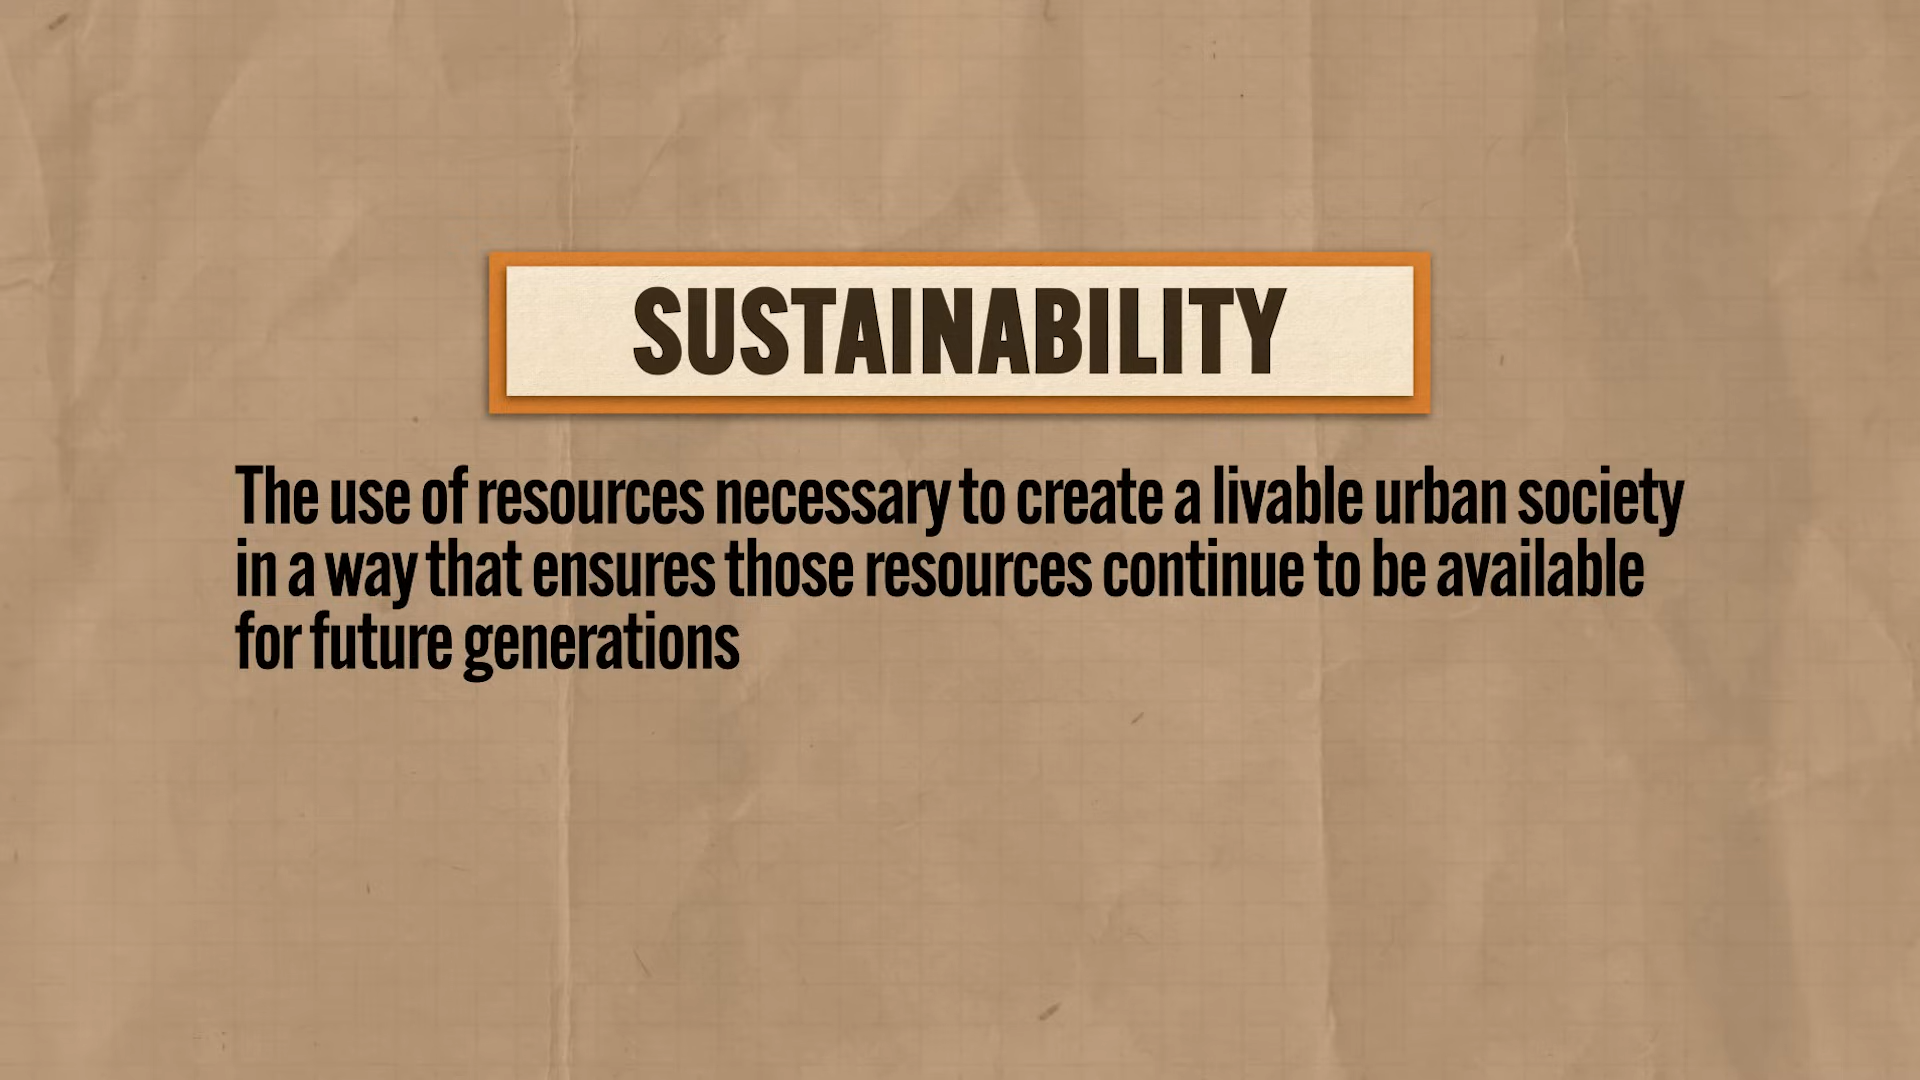 SUSTAINABILITY
The use of resources necessary to create a livable urban society
in a way that ensures those resources continue to be available
for future generations